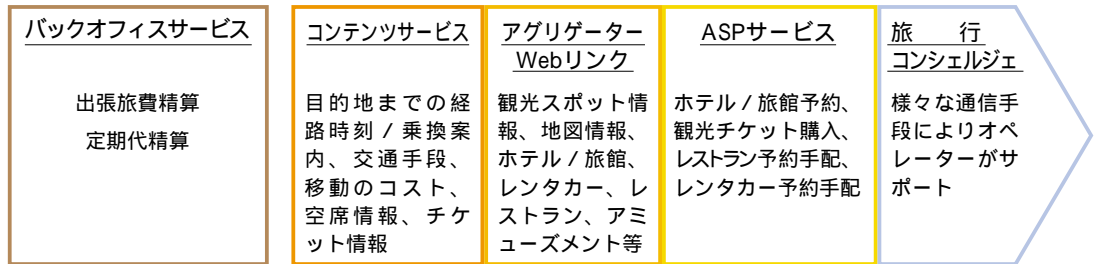 バックオフィスサービス
出張旅費精算
定期代精算
コンテンツサービス
目的地までの経
路時刻／乗換案
内、交通手段、
移動のコスト、
空席情報、チケ
ット情報
アグリゲーター
Webリンク
観光スポット情
報、地図情報、
ホテル／旅館、
レンタカー、レ
ストラン、アミ
ューズメント等
ASPサービス
ホテル／旅館予約、
観光チケット購入、
レストラン予約手配、
レンタカー予約手配
旅　　行
コンシェルジェ
様々な通信手
段によりオペ
レーターがサ
ポート